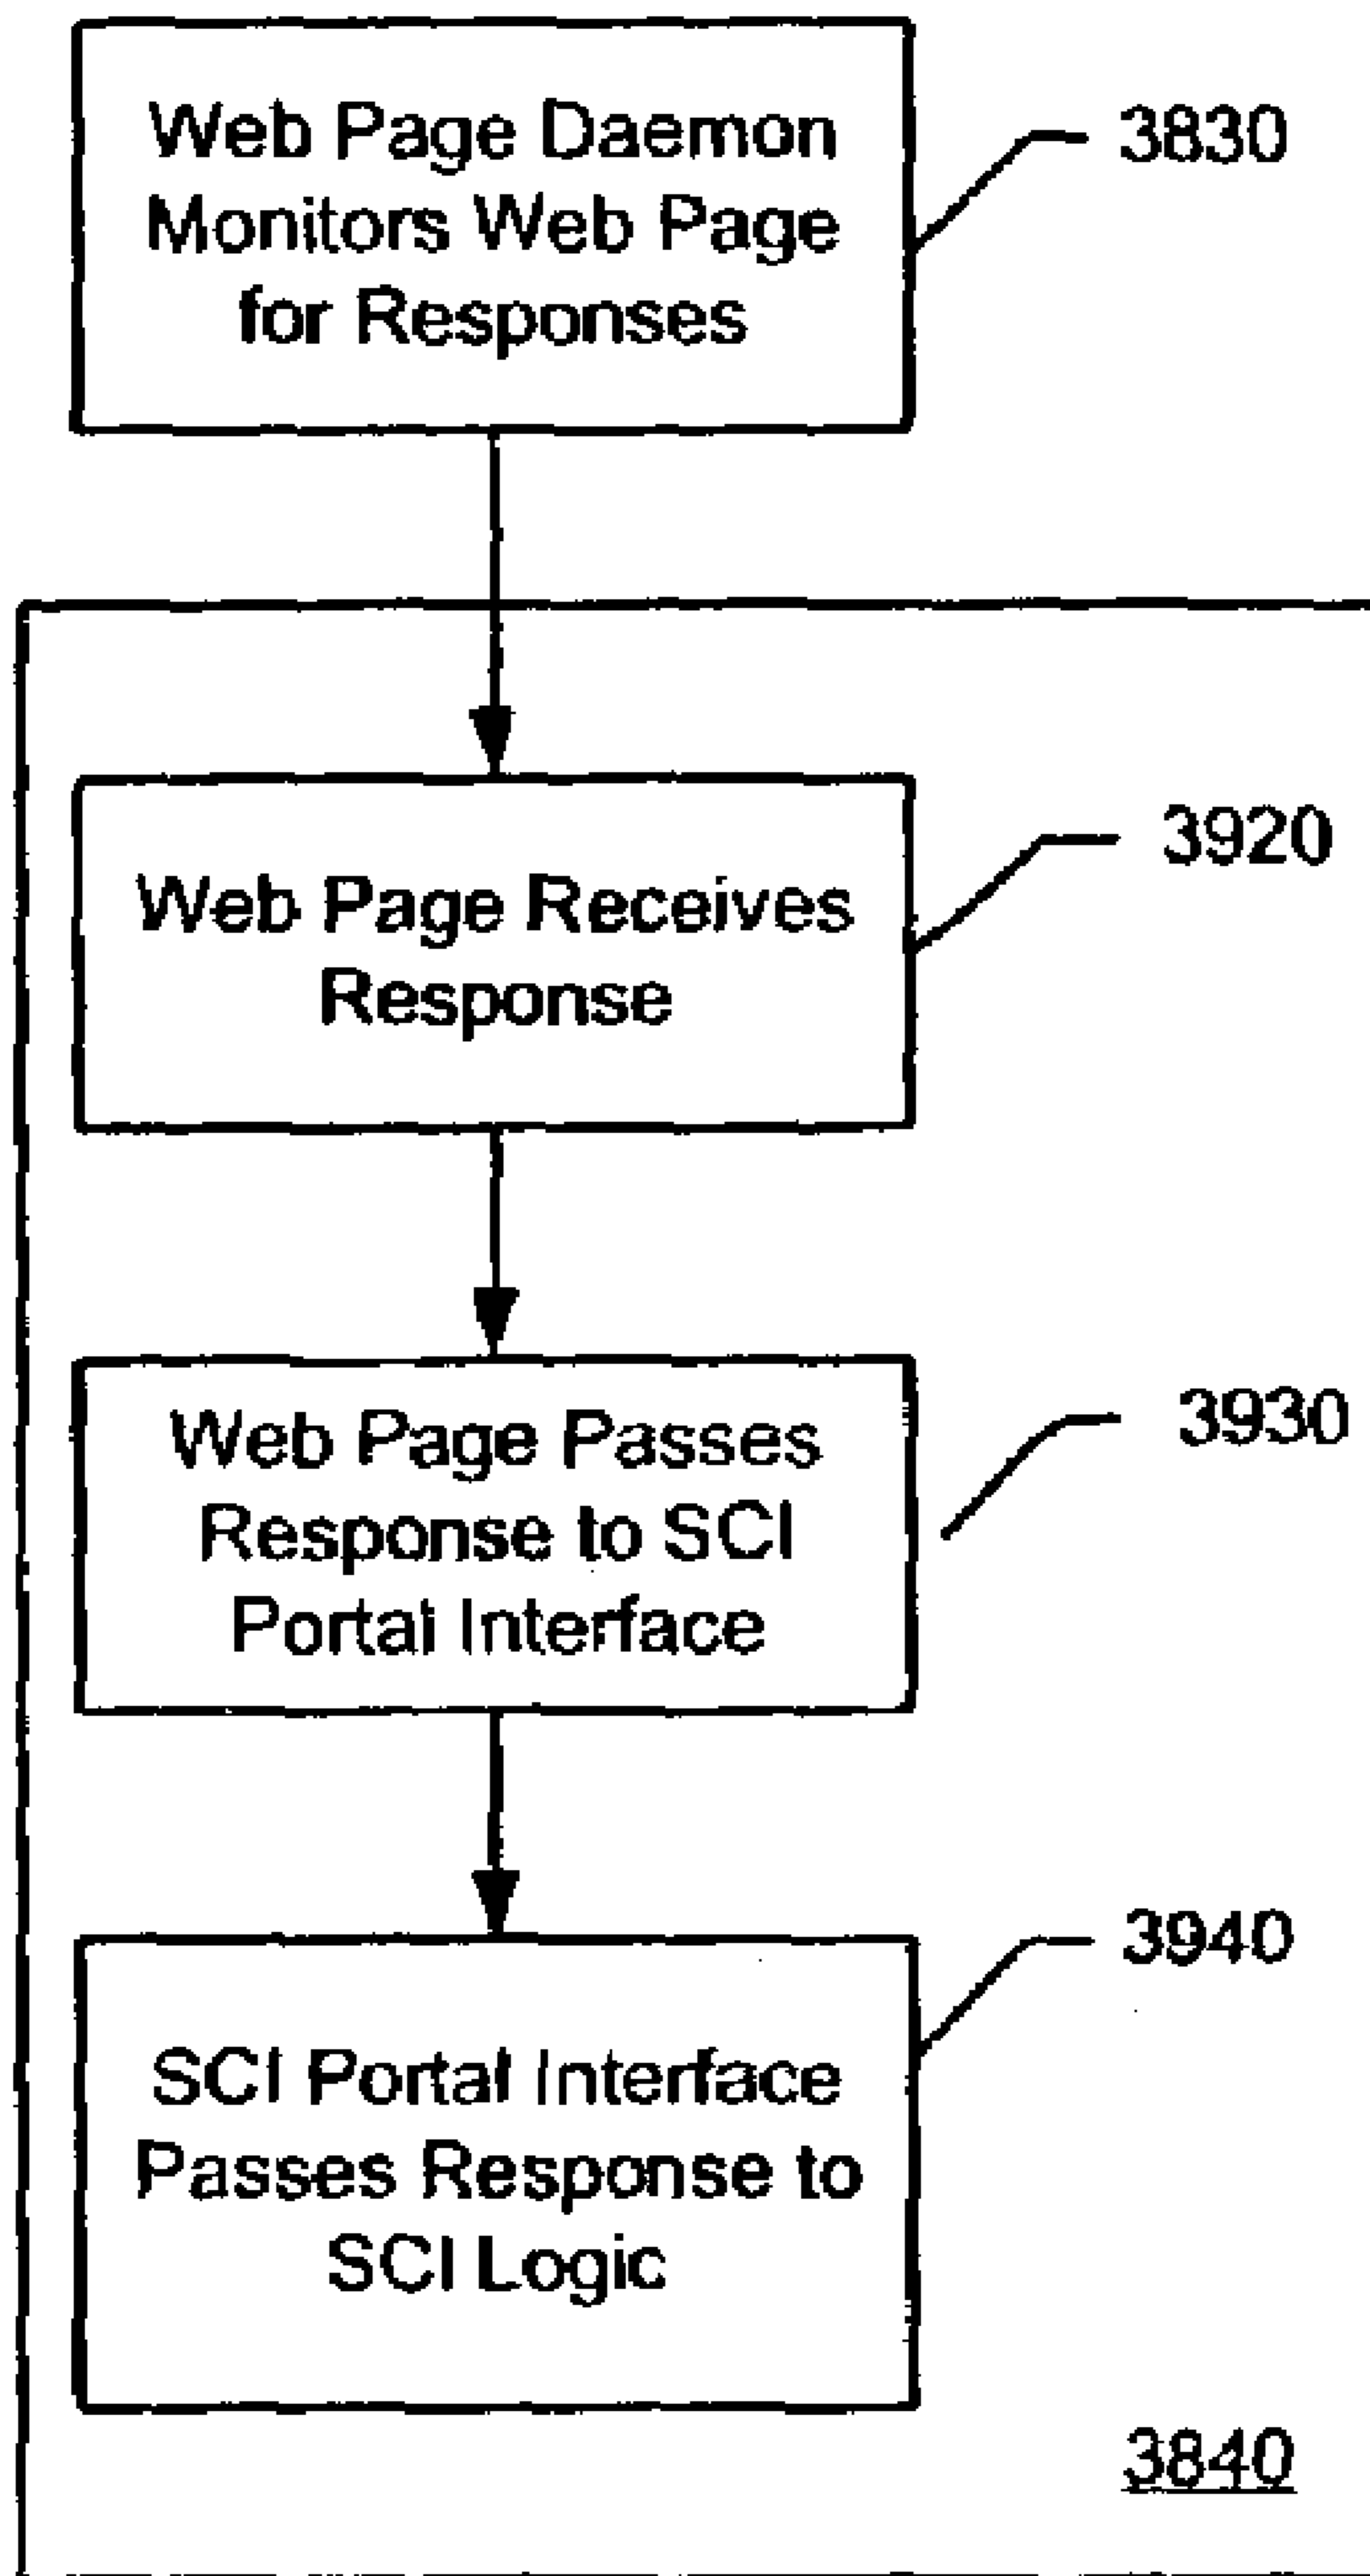 Web Page Daemon
Monitors Web Page
for Responses
3830
Web Page Receives
Response
3920
Web Page Passes
Response to SCI
Portal Interface
3930
SCI Portal Interface
Passes Response to
SCI Logic
3940
3840